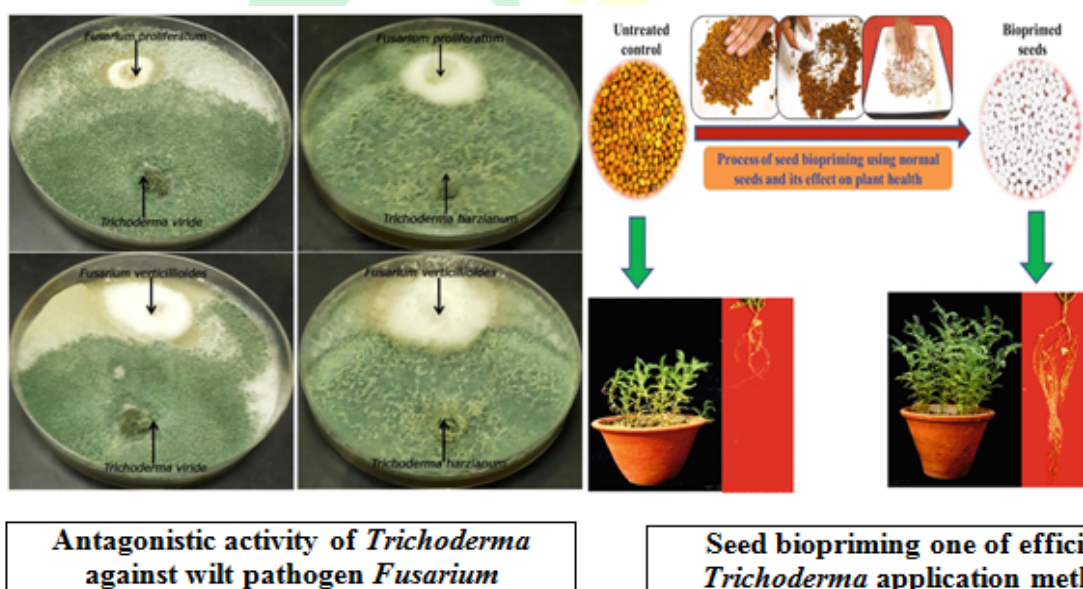 Fusarium proliferatum
Trichoderma viride
Fusarium proliferatum
Trichoderma harzianum
Fusarium verticillioides
Trichoderma viride
Fusarium verticillioides
Trichoderma harzianum
Untreated
control
Bioprimed
seeds
Process of seed biopriming using normal
seeds and its effect on plant health
Antagonistic activity of Trichoderma
against wilt pathogen Fusarium
Seed biopriming one of effici
Trichoderma application meth